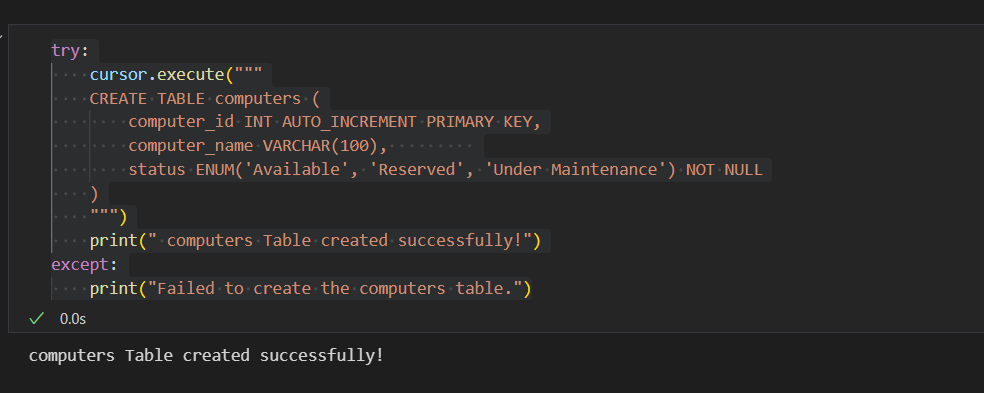 try:
    cursor.execute("""
    CREATE TABLE computers (
        computer_id INT AUTO_INCREMENT PRIMARY KEY,
        computer_name VARCHAR(100),
        status ENUM('Available', 'Reserved', 'Under Maintenance') NOT NULL
    )
    """)
    print(" computers Table created successfully!")
except:
    print("Failed to create the computers table.")
0.0s
computers Table created successfully!